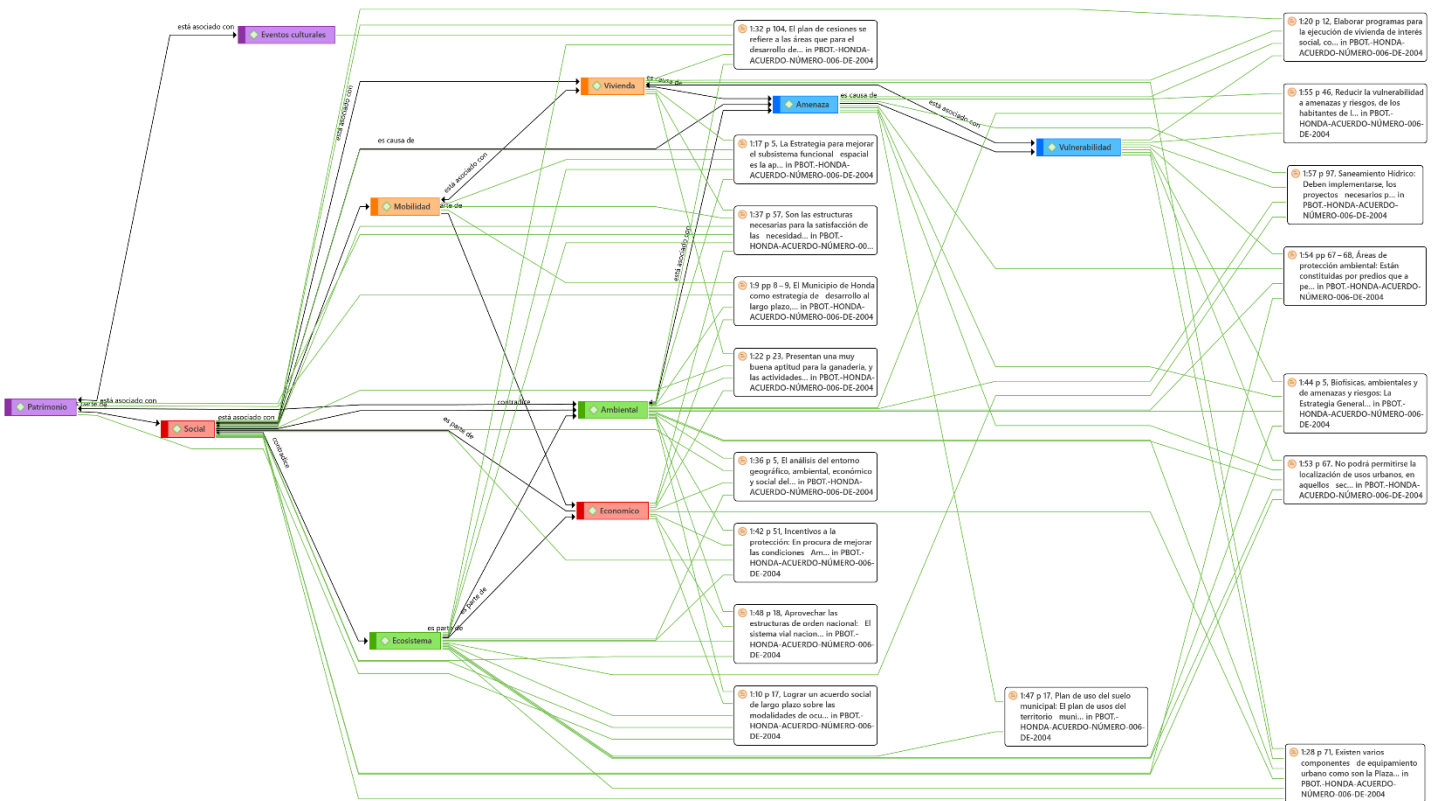 está asociado con
Eventos culturales
1:32 p 104, El plan de cesiones se
refiere a las áreas que para el
desarrollo de... in PBOT.-HONDA-
ACUERDO-NÚMERO-006-DE-2004
1:20 p 12, Elaborar programas para
la ejecución de vivienda de interés
social, co... in PBOT.-HONDA-
ACUERDO-NÚMERO-006-DE-2004
Vivienda
es causa de
Amenaza
es causa de
está asociado con
Vulnerabilidad
1:55 p 46, Reducir la vulnerabilidad
a amenazas y riesgos, de los
habitantes de l... in PBOT.-
HONDA-ACUERDO-NÚMERO-006-
DE-2004
está asociado con
es causa de
1:17 p 5, La Estrategia para mejorar
el subsistema funcional espacial
es la ap... in PBOT.-HONDA-
ACUERDO-NÚMERO-006-DE-2004
1:57 p 97, Saneamiento Hídrico:
Deben implementarse, los
proyectos necesarios p... in
PBOT.-HONDA-ACUERDO-
NÚMERO-006-DE-2004
está asociado con
Mobilidad
parte de
1:37 p 57, Son las estructuras
necesarias para la satisfacción de
las necesidad... in PBOT.-
HONDA-ACUERDO-NÚMERO-00...
está asociado con
1:54 pp 67 – 68, Áreas de
protección ambiental: Están
constituidas por predios que a
pe... in PBOT.-HONDA-ACUERDO-
NÚMERO-006-DE-2004
1:9 pp 8 – 9, El Municipio de Honda
como estrategia de desarrollo al
largo plazo,... in PBOT.-HONDA-
ACUERDO-NÚMERO-006-DE-2004
1:22 p 23, Presentan una muy
buena aptitud para la ganadería, y
las actividades... in PBOT.-HONDA-
ACUERDO-NÚMERO-006-DE-2004
1:44 p 5, Biofisicas, ambientales y
de amenazas y riesgos: La
Estrategia General... in PBOT.-
HONDA-ACUERDO-NÚMERO-006-
DE-2004
Patrimonio
parte de
está asociado con
Social
está asociado con
contradice
Ambiental
es parte de
contradice
1:36 p 5, El análisis del entorno
geográfico, ambiental, económico
y social del... in PBOT.-HONDA-
ACUERDO-NÚMERO-006-DE-2004
1:53 p 67, No podrá permitirse la
localización de usos urbanos, en
aquellos sec... in PBOT.-HONDA-
ACUERDO-NÚMERO-006-DE-2004
Economico
1:42 p 51, Incentivos a la
protección: En procura de mejorar
las condiciones Am... in PBOT.-
HONDA-ACUERDO-NÚMERO-006-
DE-2004
es parte de
es parte de
Ecosistema
1:48 p 18, Aprovechar las
estructuras de orden nacional: El
sistema vial nacion... in PBOT.-
HONDA-ACUERDO-NÚMERO-006-
DE-2004
1:10 p 17, Lograr un acuerdo social
de largo plazo sobre las
modalidades de ocu... in PBOT.-
HONDA-ACUERDO-NÚMERO-006-
DE-2004
1:47 p 17, Plan de uso del suelo
municipal: El plan de usos del
territorio muni... in PBOT.-
HONDA-ACUERDO-NÚMERO-006-
DE-2004
1:28 p 71, Existen varios
componentes de equipamiento
urbano como son la Plaza... in
PBOT.-HONDA-ACUERDO-
NÚMERO-006-DE-2004